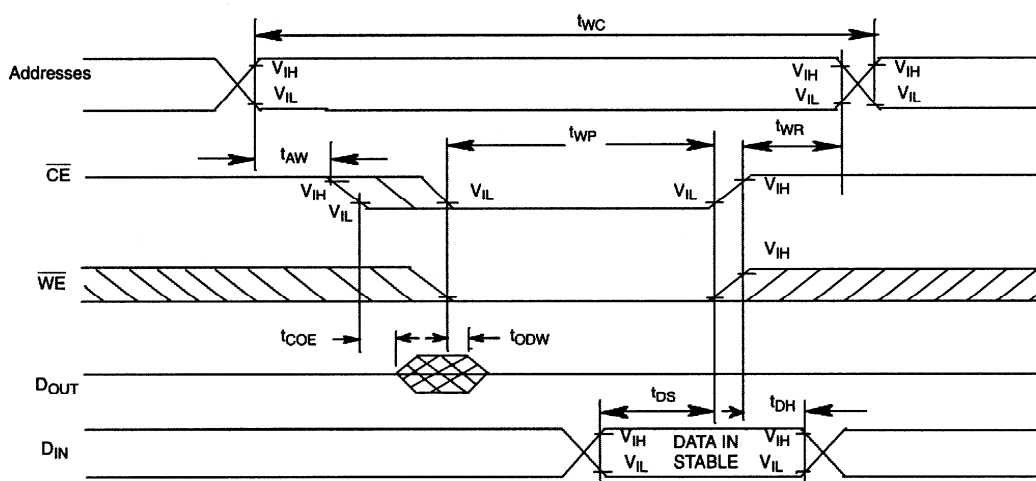 tWC
Addresses VIH VIH VIH
VIL VIL VIL
tWP tWR
tAW
CE VIH VIL VIL VIH
VIL
WE VIH
tCOE tODW
DOUT
tDS tDH
DIN VIH DATA IN VIH
VIL STABLE VIL